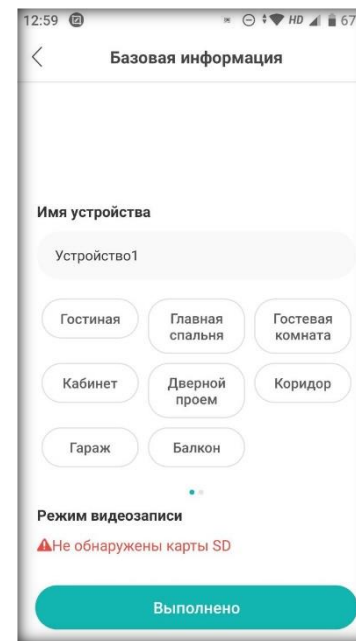 12:59 HD 67
Базовая информация
Имя устройства
Устройство1
Гостиная Главная спальня Гостевая комната
Кабинет Дверной проем Коридор
Гараж Балкон
Режим видеозаписи
Не обнаружены карты SD
Выполнено